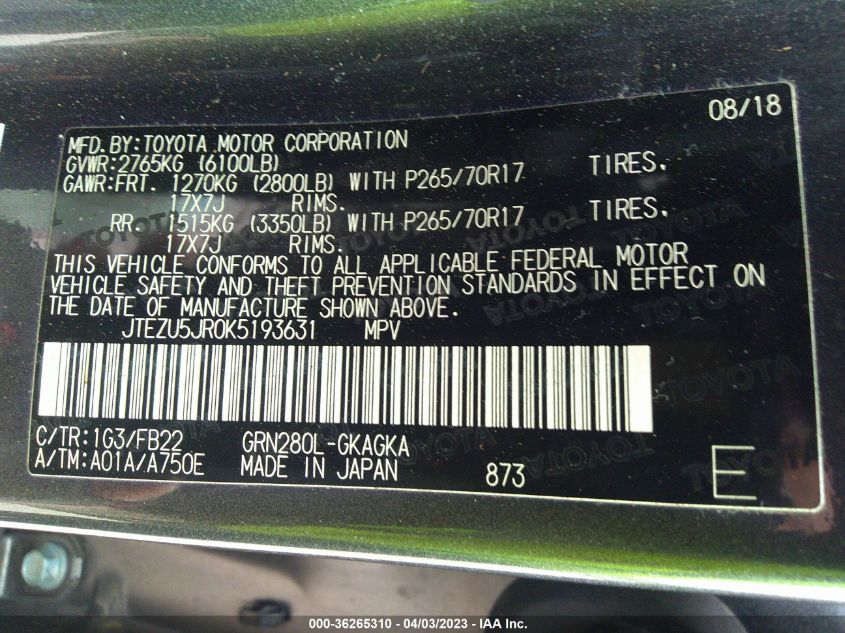 08/18
MFD. BY: TOYOTA MOTOR CORPORATION
GVWR: 2765KG (6100LB)
GAWR: FRT. 1270KG (2800LB) WITH P265/70R17 TIRES.
17X7J RIMS.
RR. 1515KG (3350LB) WITH P265/70R17 TIRES.
17X7J RIMS.
THIS VEHICLE CONFORMS TO ALL APPLICABLE FEDERAL MOTOR
VEHICLE SAFETY AND THEFT PREVENTION STANDARDS IN EFFECT ON
THE DATE OF MANUFACTURE SHOWN ABOVE.
JTEZU5JR0K5193631 MPV
C/TR: 1G3/FB22 GRN280L-GKAGKA
A/TM: A01A/A750E MADE IN JAPAN 873 E
000-36265310 - 04/03/2023 - IAA Inc.